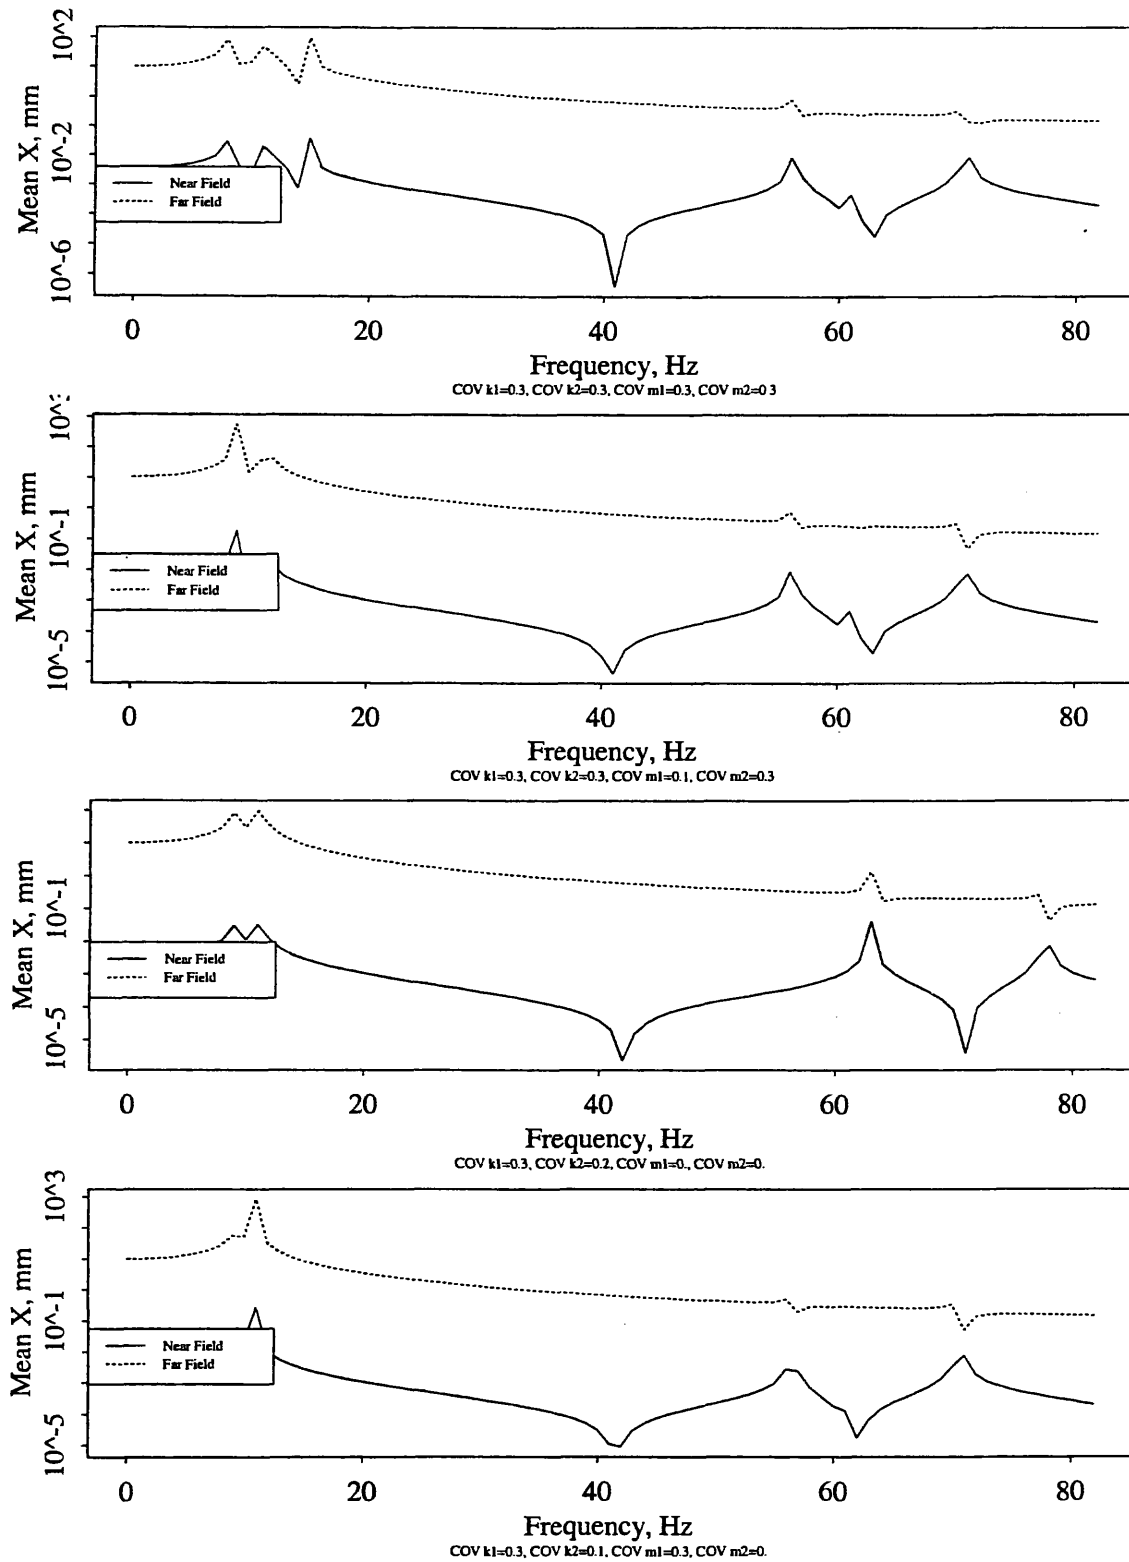 Mean X, mm
10^2
10^-2
10^-6
Near Field
Far Field
0 20 40 60 80
Frequency, Hz
COV k1=0.3, COV k2=0.3, COV m1=0.3, COV m2=0 3
Mean X, mm
10^-1
10^-5
Near Field
Far Field
0 20 40 60 80
Frequency, Hz
COV k1=0.3, COV k2=0.3, COV m1=0.1, COV m2=0.3
Mean X, mm
10^-1
10^-5
Near Field
Far Field
0 20 40 60 80
Frequency, Hz
COV k1=0.3, COV k2=0.2, COV m1=0., COV m2=0.
Mean X, mm
10^3
10^-1
10^-5
Near Field
Far Field
0 20 40 60 80
Frequency, Hz
COV k1=0.3, COV k2=0.1, COV m1=0.3, COV m2=0.